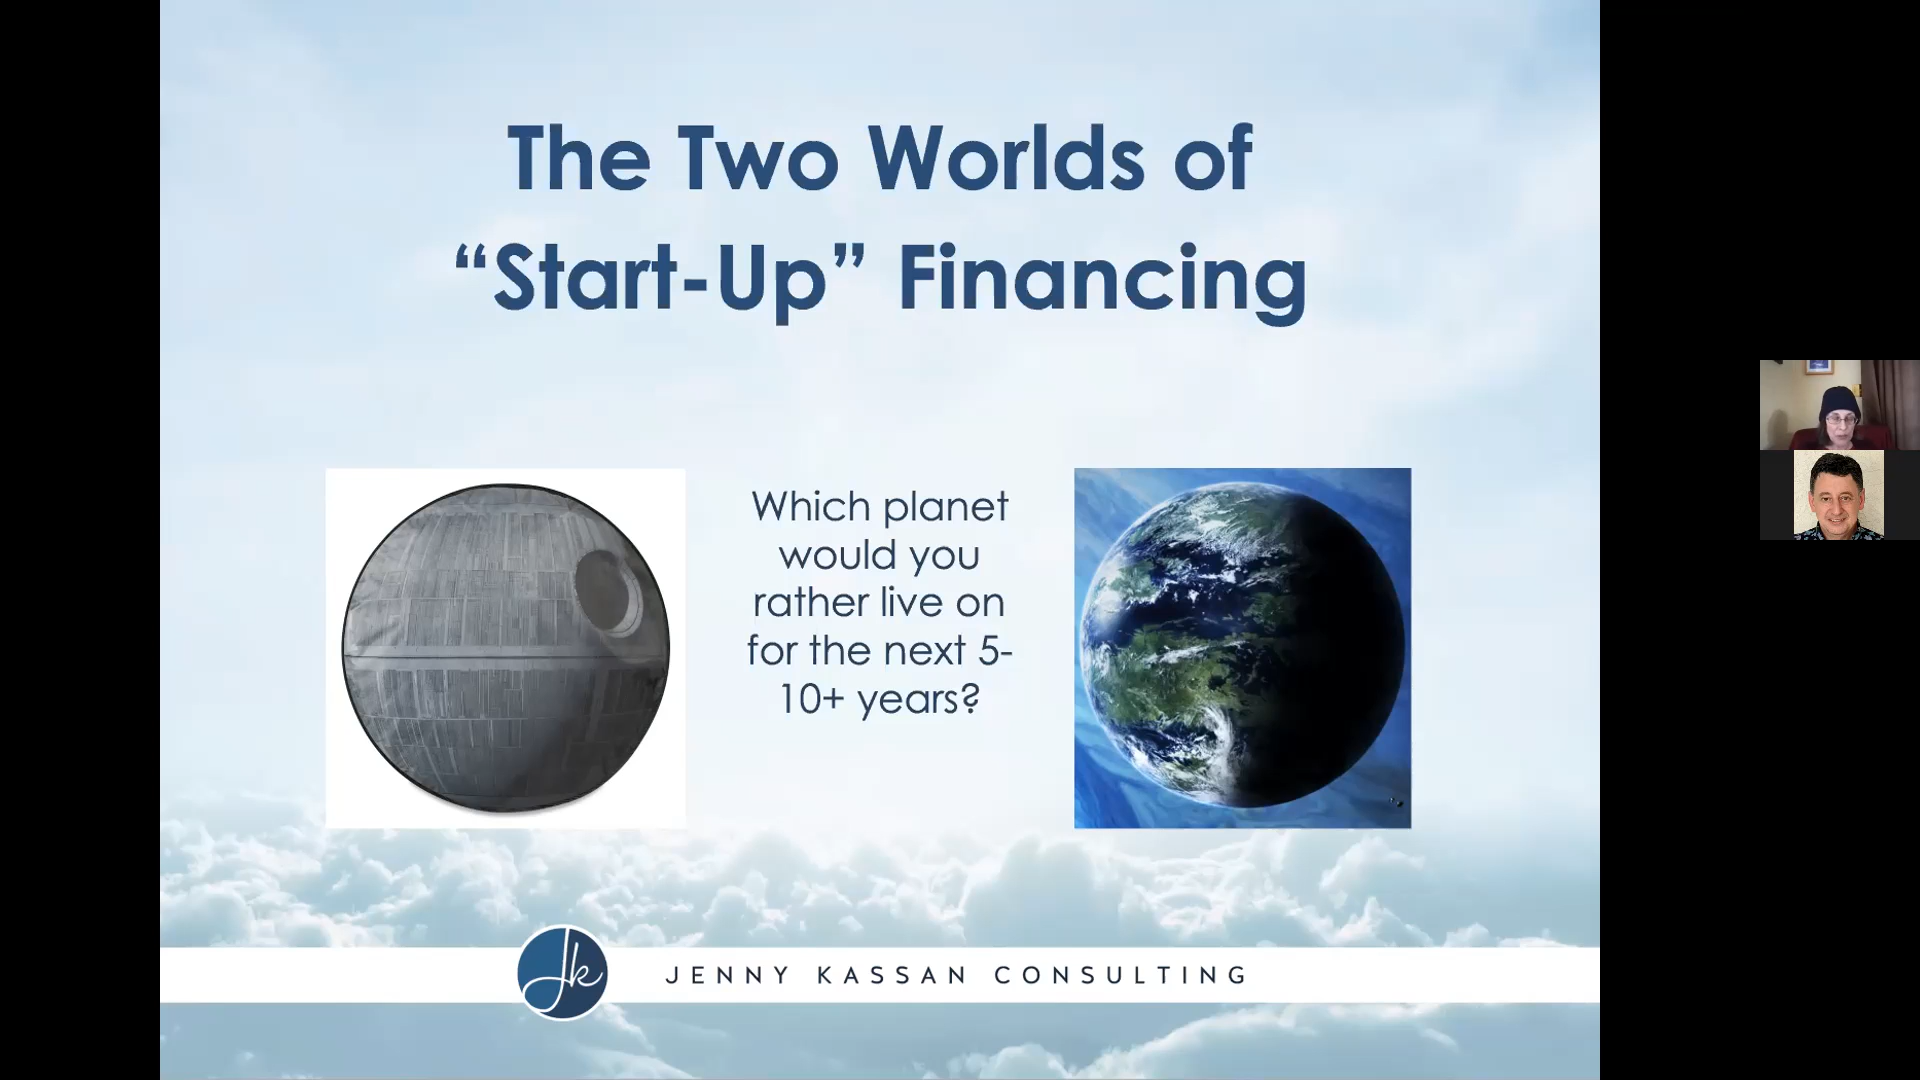 The Two Worlds of
“Start-Up” Financing
Which planet
would you
rather live on
for the next 5-
10+ years?
jk
JENNY KASSAN CONSULTING